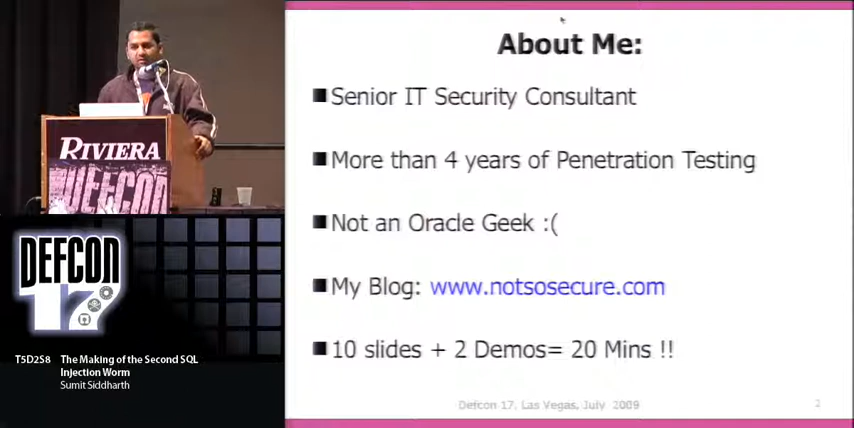 About Me:
Senior IT Security Consultant
More than 4 years of Penetration Testing
Not an Oracle Geek :(
My Blog: www.notsosecure.com
10 slides + 2 Demos= 20 Mins !!
Defcon 17, Las Vegas, July 2009
2
RIVIERA
DEFCON
DEFCON
17
T5D2S8 The Making of the Second SQL
Injection Worm
Sumit Siddharth